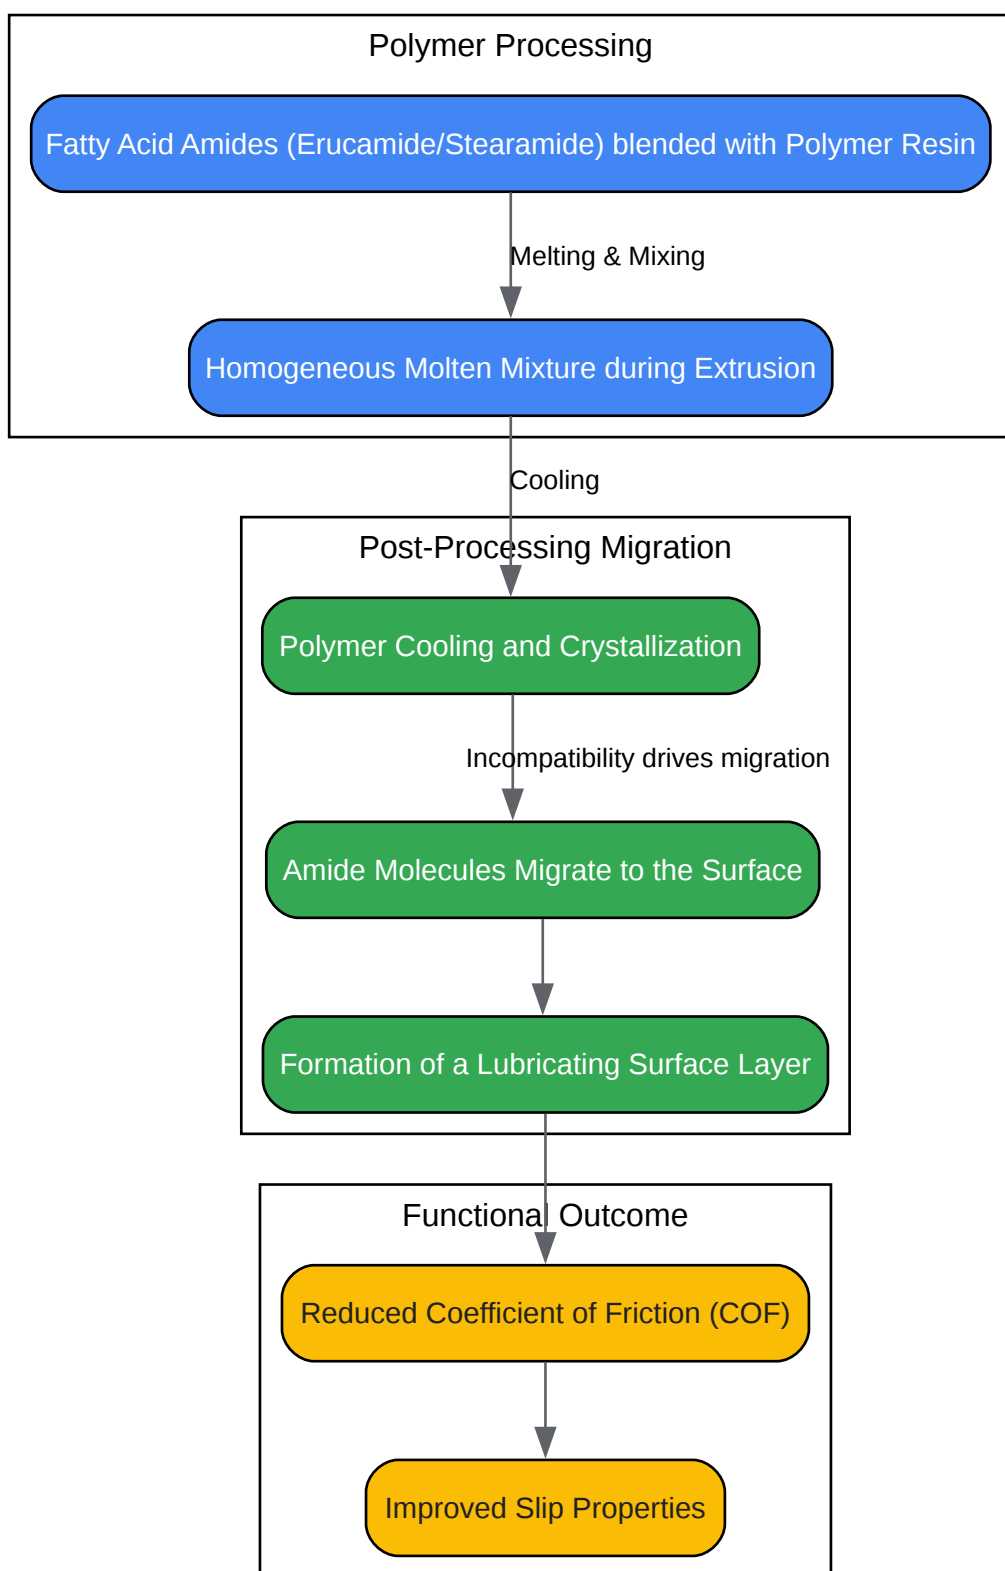 Polymer Processing
Fatty Acid Amides (Erucamide/Stearamide) blended with Polymer Resin
Melting & Mixing
Homogeneous Molten Mixture during Extrusion
Cooling
Post-Processing Migration
Polymer Cooling and Crystallization
Incompatibility drives migration
Amide Molecules Migrate to the Surface
Formation of a Lubricating Surface Layer
Functional Outcome
Reduced Coefficient of Friction (COF)
Improved Slip Properties